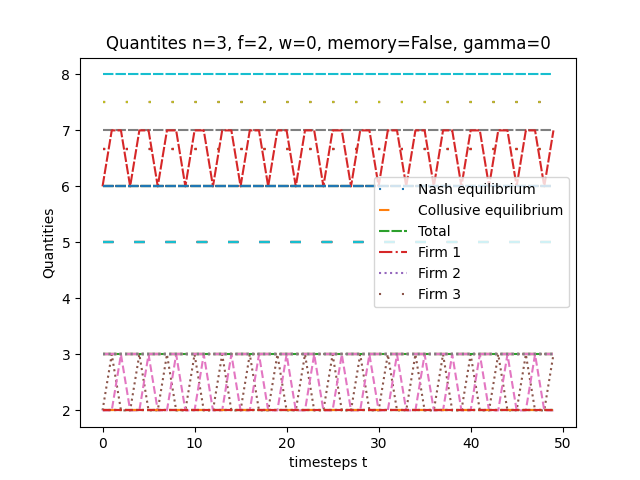 Quantites n=3, f=2, w=0, memory=False, gamma=0
8
7
6
5
4
3
2
Quantities
Nash equilibrium
Collusive equilibrium
Total
Firm 1
Firm 2
Firm 3
0 10 20 30 40 50
timesteps t